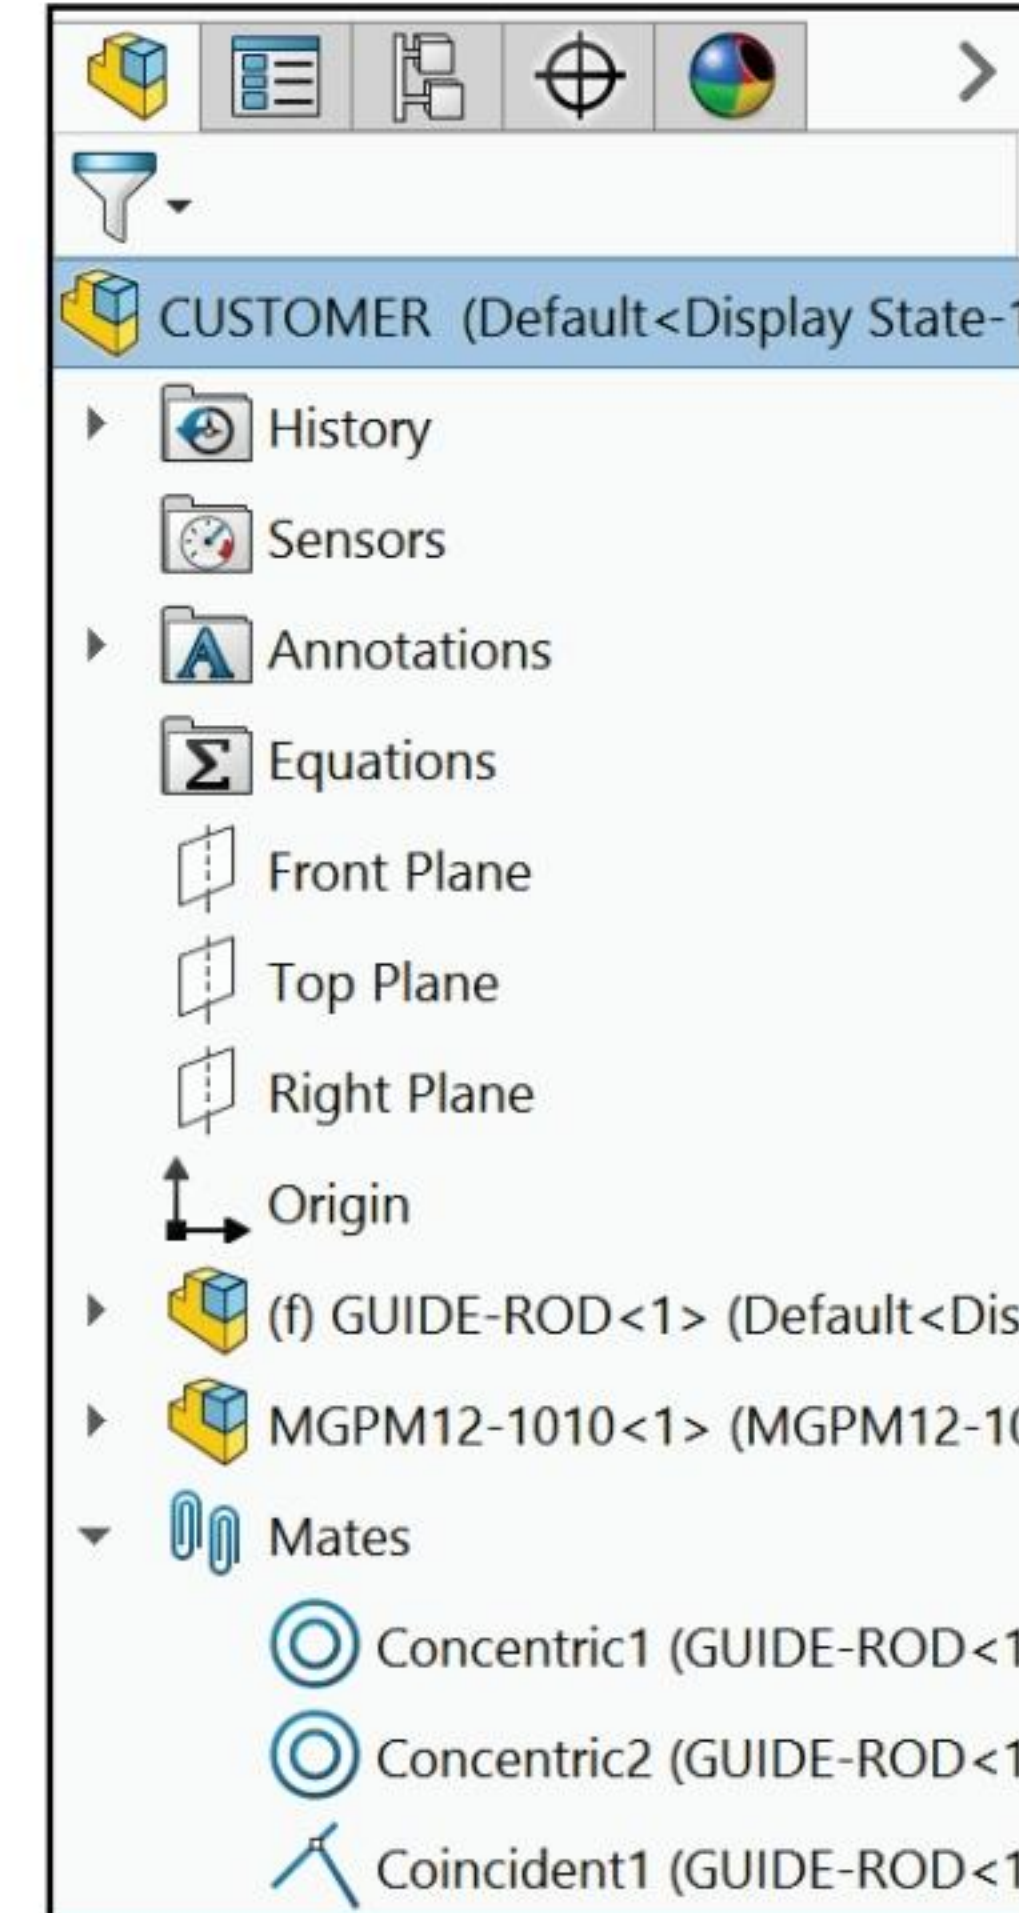 CUSTOMER (Default<Display State-1
History
Sensors
A Annotations
Σ Equations
Front Plane
Top Plane
Right Plane
Origin
(f) GUIDE-ROD<1> (Default<Dis
MGPM12-1010<1> (MGPM12-10
Mates
Concentric1 (GUIDE-ROD<1
Concentric2 (GUIDE-ROD<1
Coincident1 (GUIDE-ROD<1